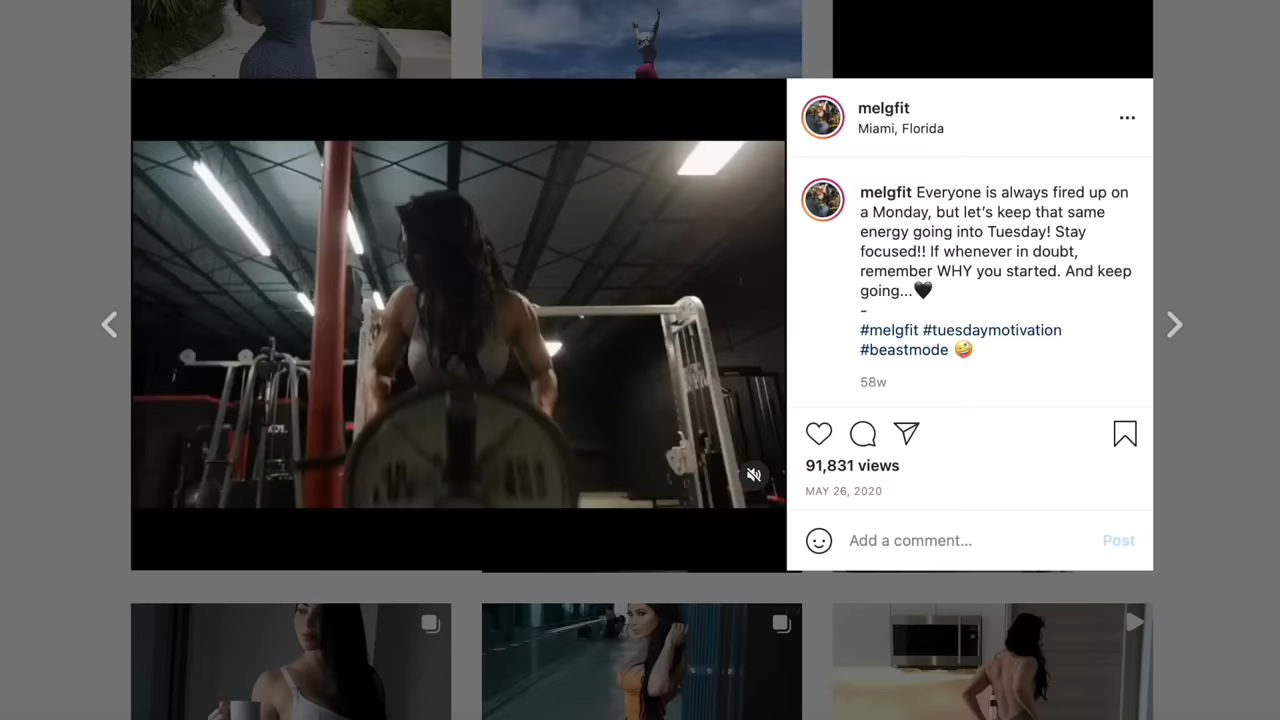 melgfit
Miami, Florida
melgfit Everyone is always fired up on
a Monday, but let’s keep that same
energy going into Tuesday! Stay
focused!! If whenever in doubt,
remember WHY you started. And keep
going...🖤
-
#melgfit #tuesdaymotivation
#beastmode 🤪
58w
91,831 views
MAY 26, 2020
Add a comment...
Post